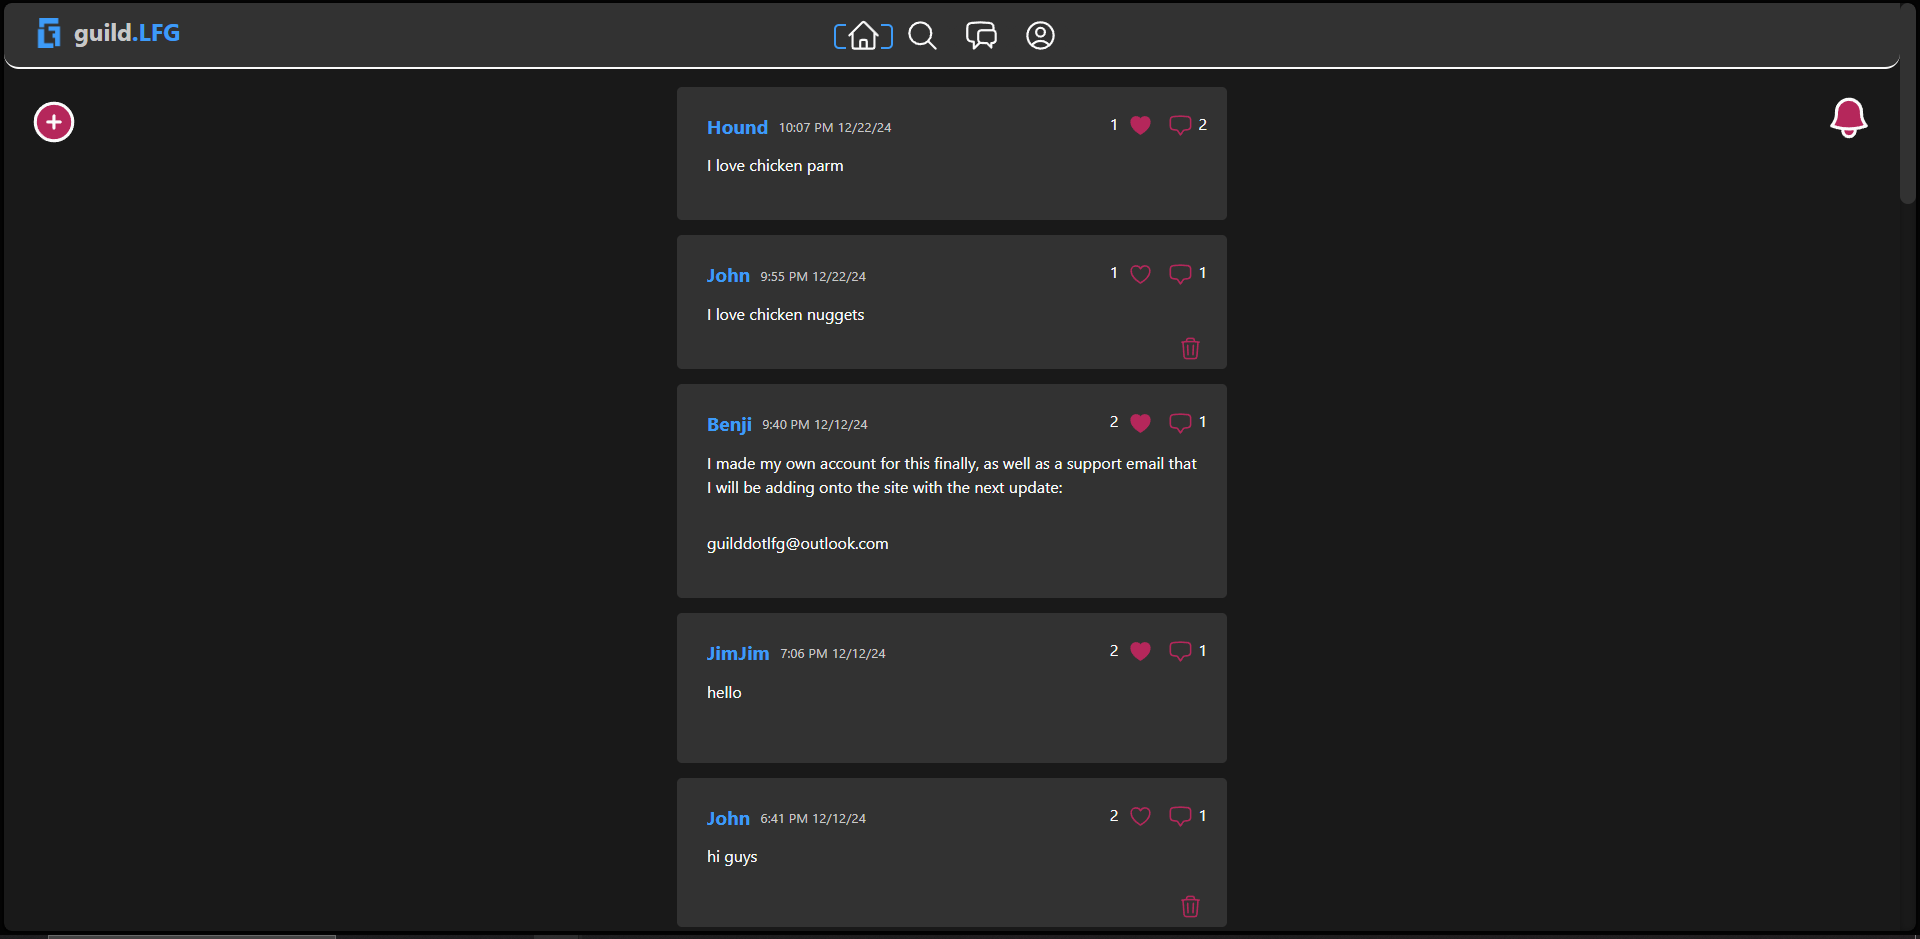 guild.LFG
Hound 10:07 PM 12/22/24 1 2
I love chicken parm
John 9:55 PM 12/22/24 1 1
I love chicken nuggets
Benji 9:40 PM 12/12/24 2 1
I made my own account for this finally, as well as a support email that
I will be adding onto the site with the next update:
guilddotlfg@outlook.com
JimJim 7:06 PM 12/12/24 2 1
hello
John 6:41 PM 12/12/24 2 1
hi guys